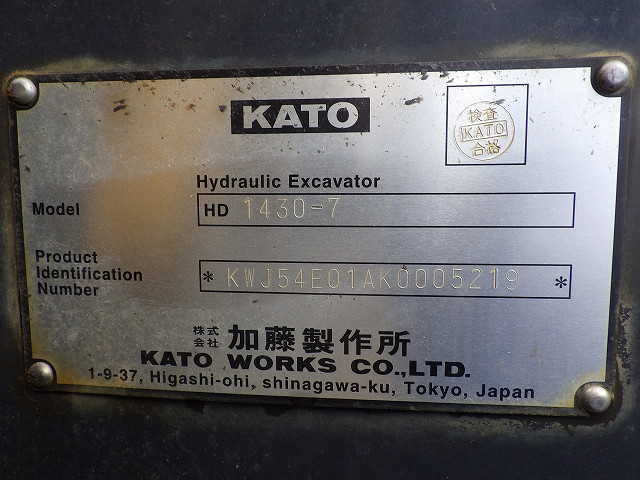 KATO
検査
KATO
合格
Hydraulic Excavator
Model HD 1430-7
Product
Identification
Number
* KWJ54E01AK0005219 *
株式会社 加藤製作所
KATO WORKS CO.,LTD.
1-9-37, Higashi-ohi, shinagawa-ku, Tokyo, Japan